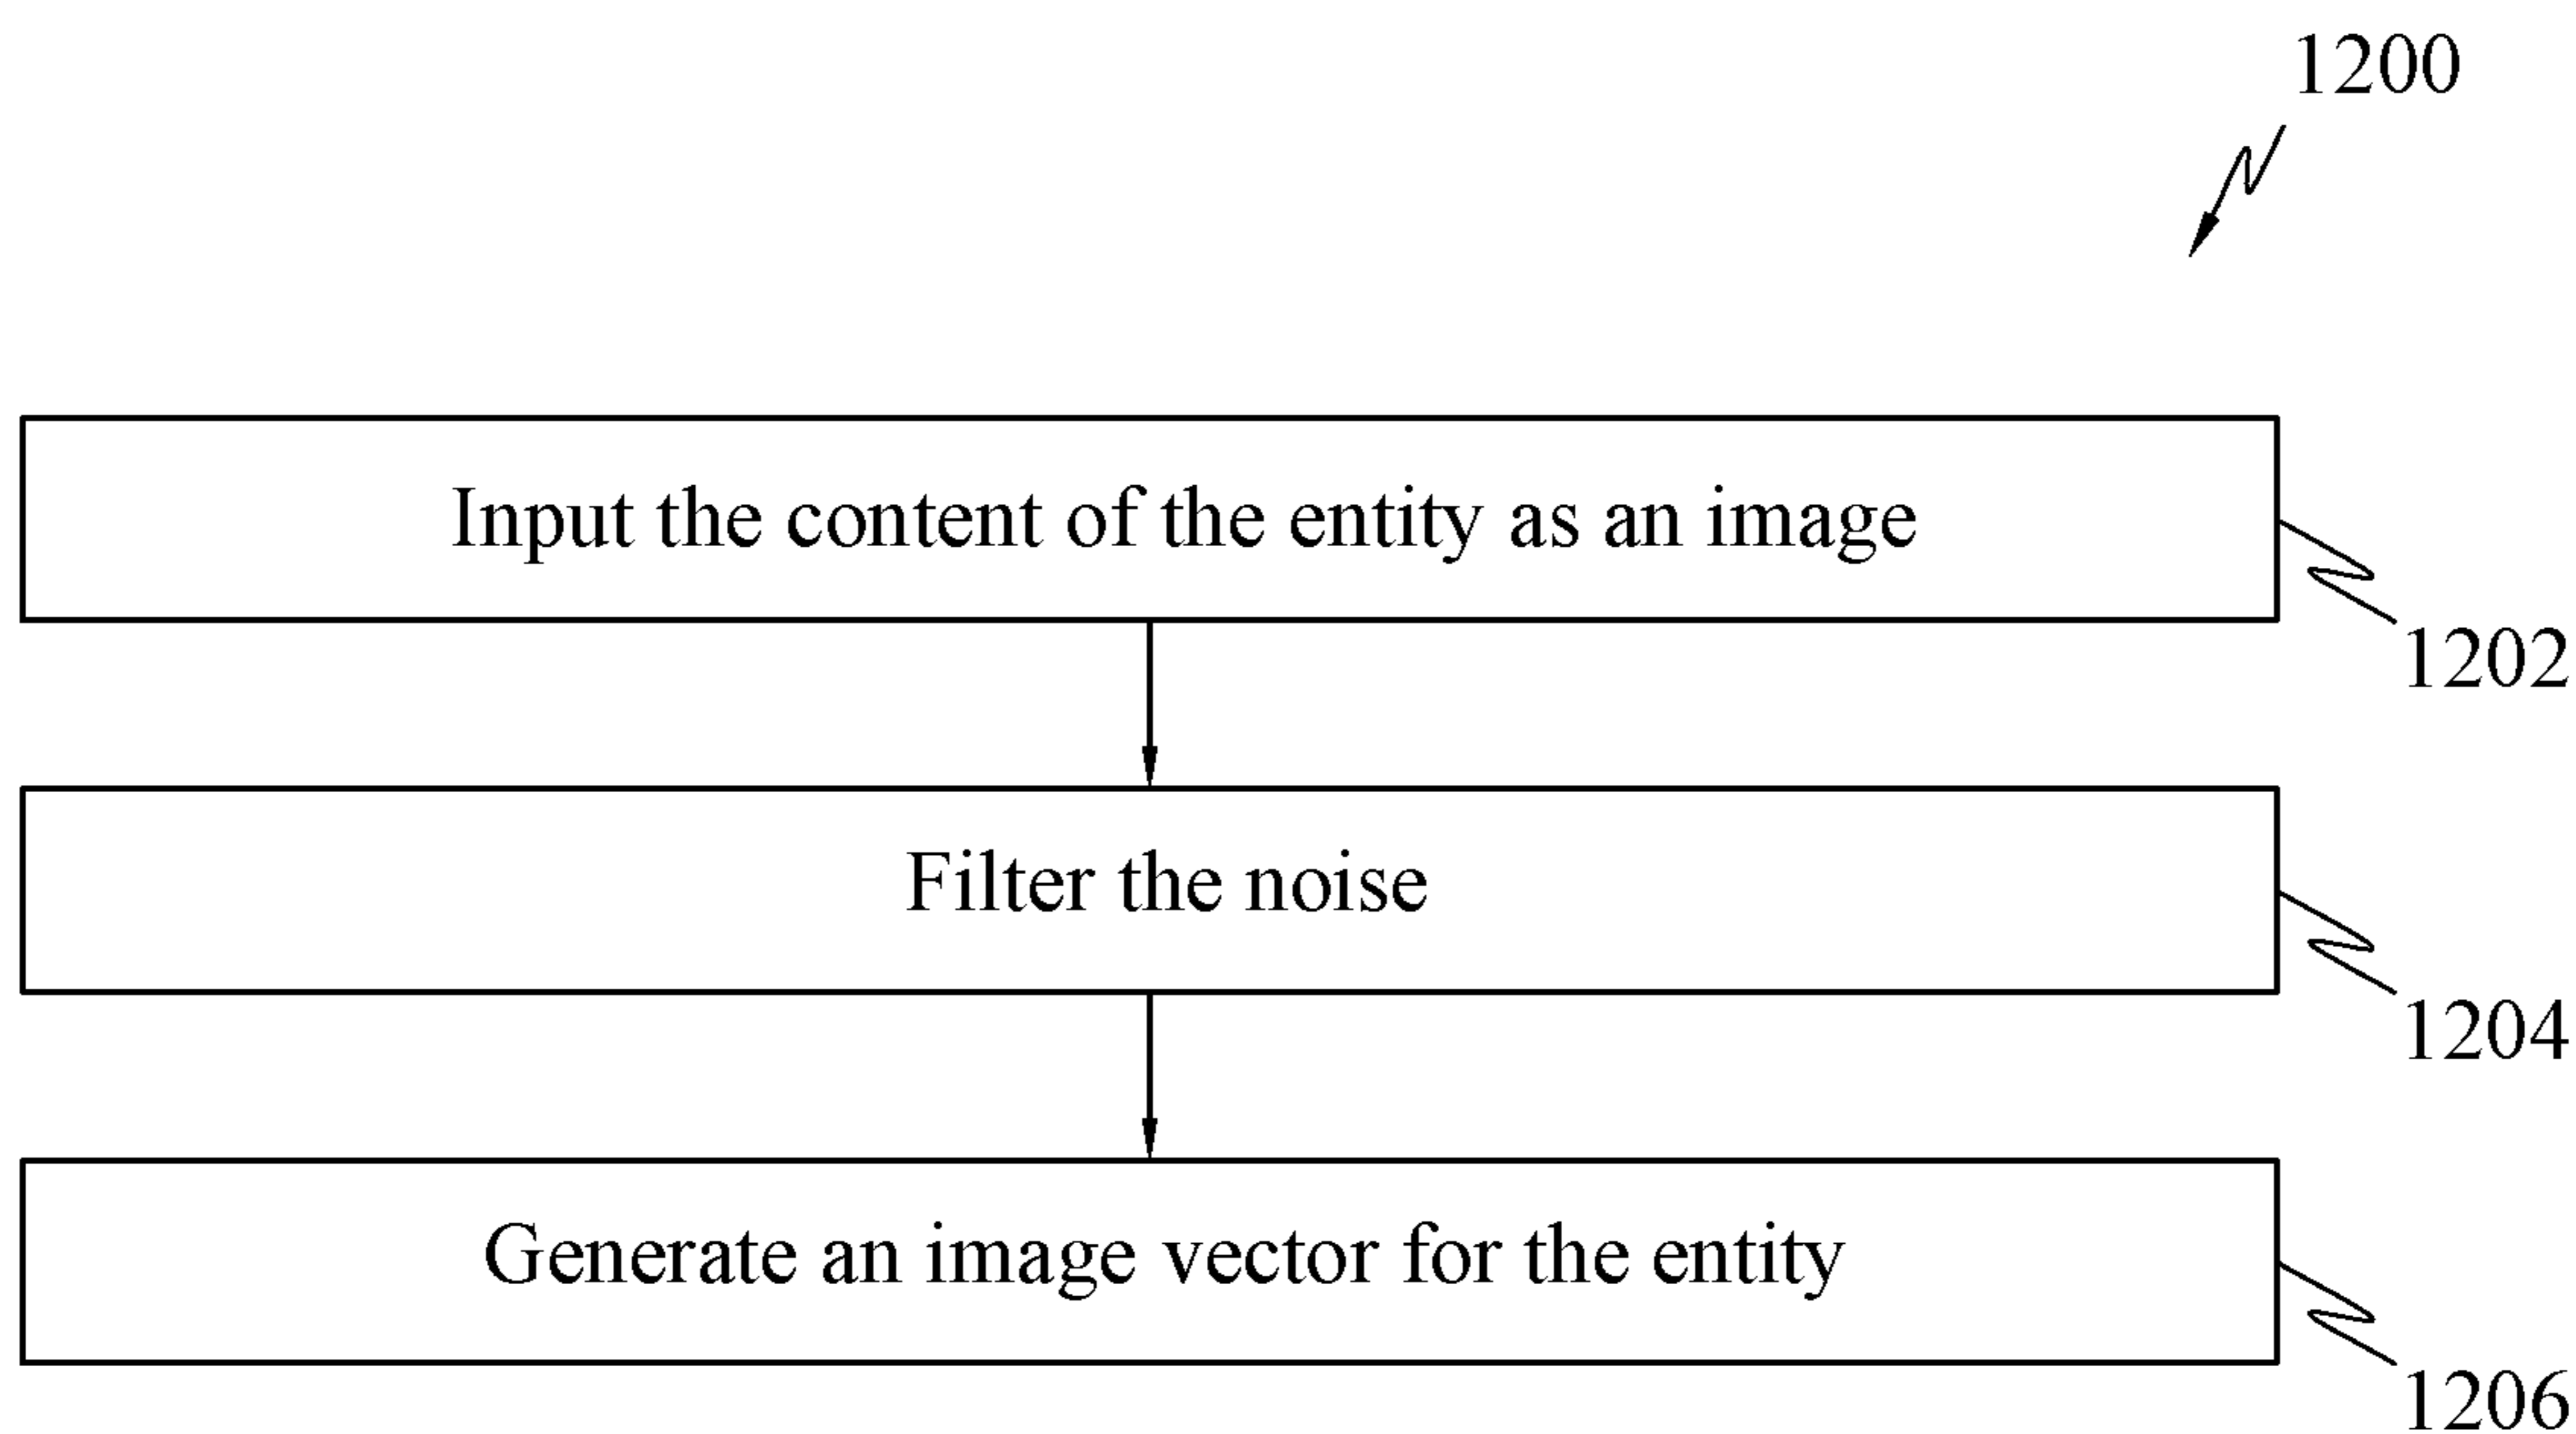 1200
Input the content of the entity as an image
1202
Filter the noise
1204
Generate an image vector for the entity
1206